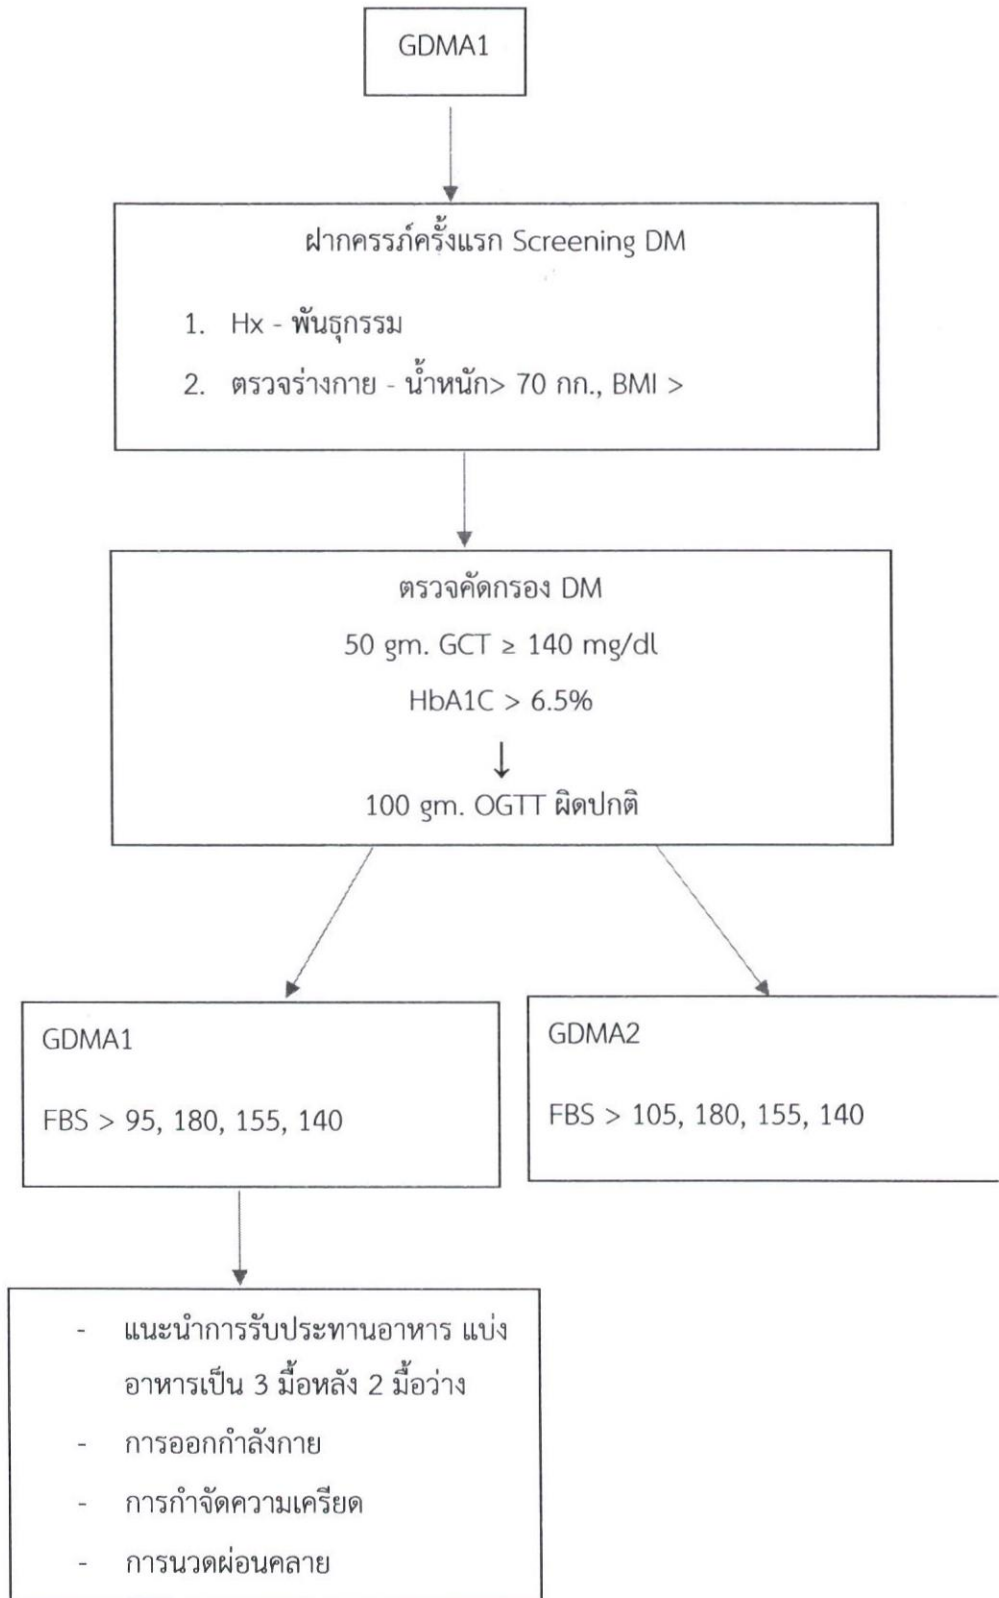 GDMA1
ฝากครรภ์ครั้งแรก Screening DM
1. Hx - พันธุกรรม
2. ตรวจร่างกาย - น้ำหนัก> 70 กก., BMI >
ตรวจคัดกรอง DM
50 gm. GCT ≥ 140 mg/dl
HbA1C > 6.5%
↓
100 gm. OGTT ผิดปกติ
GDMA1
FBS > 95, 180, 155, 140
GDMA2
FBS > 105, 180, 155, 140
- แนะนำการรับประทานอาหาร แบ่ง
อาหารเป็น 3 มื้อหลัง 2 มื้อว่าง
- การออกกำลังกาย
- การกำจัดความเครียด
- การนวดผ่อนคลาย